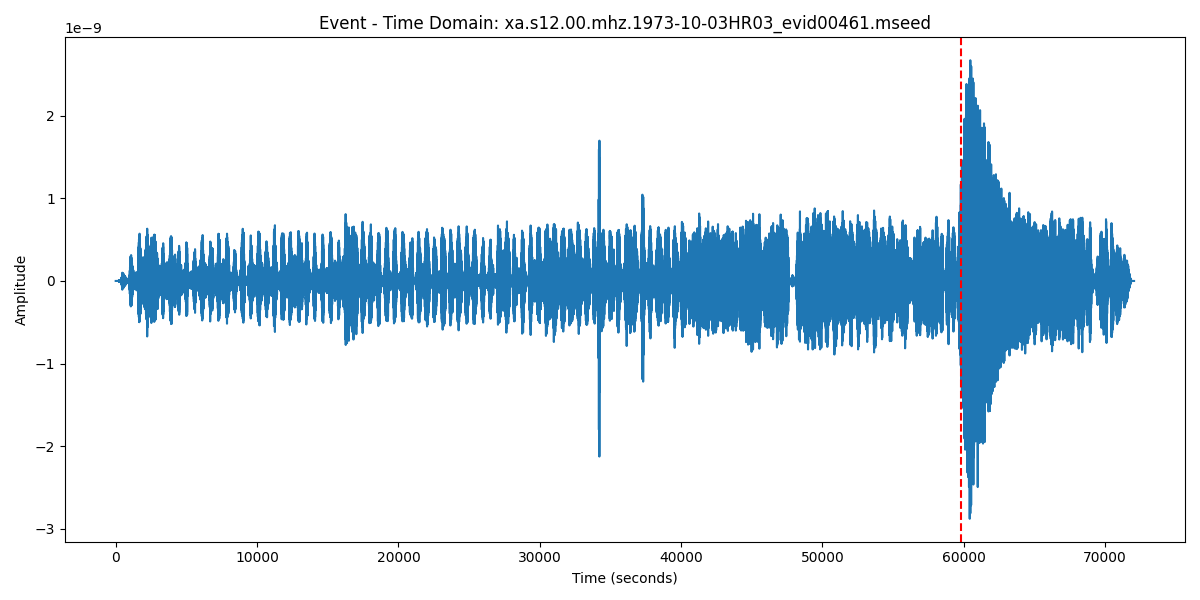 Event - Time Domain: xa.s12.00.mhz.1973-10-03HR03_evid00461.mseed
1e−9
2
1
0
−1
−2
−3
Amplitude
0 10000 20000 30000 40000 50000 60000 70000
Time (seconds)